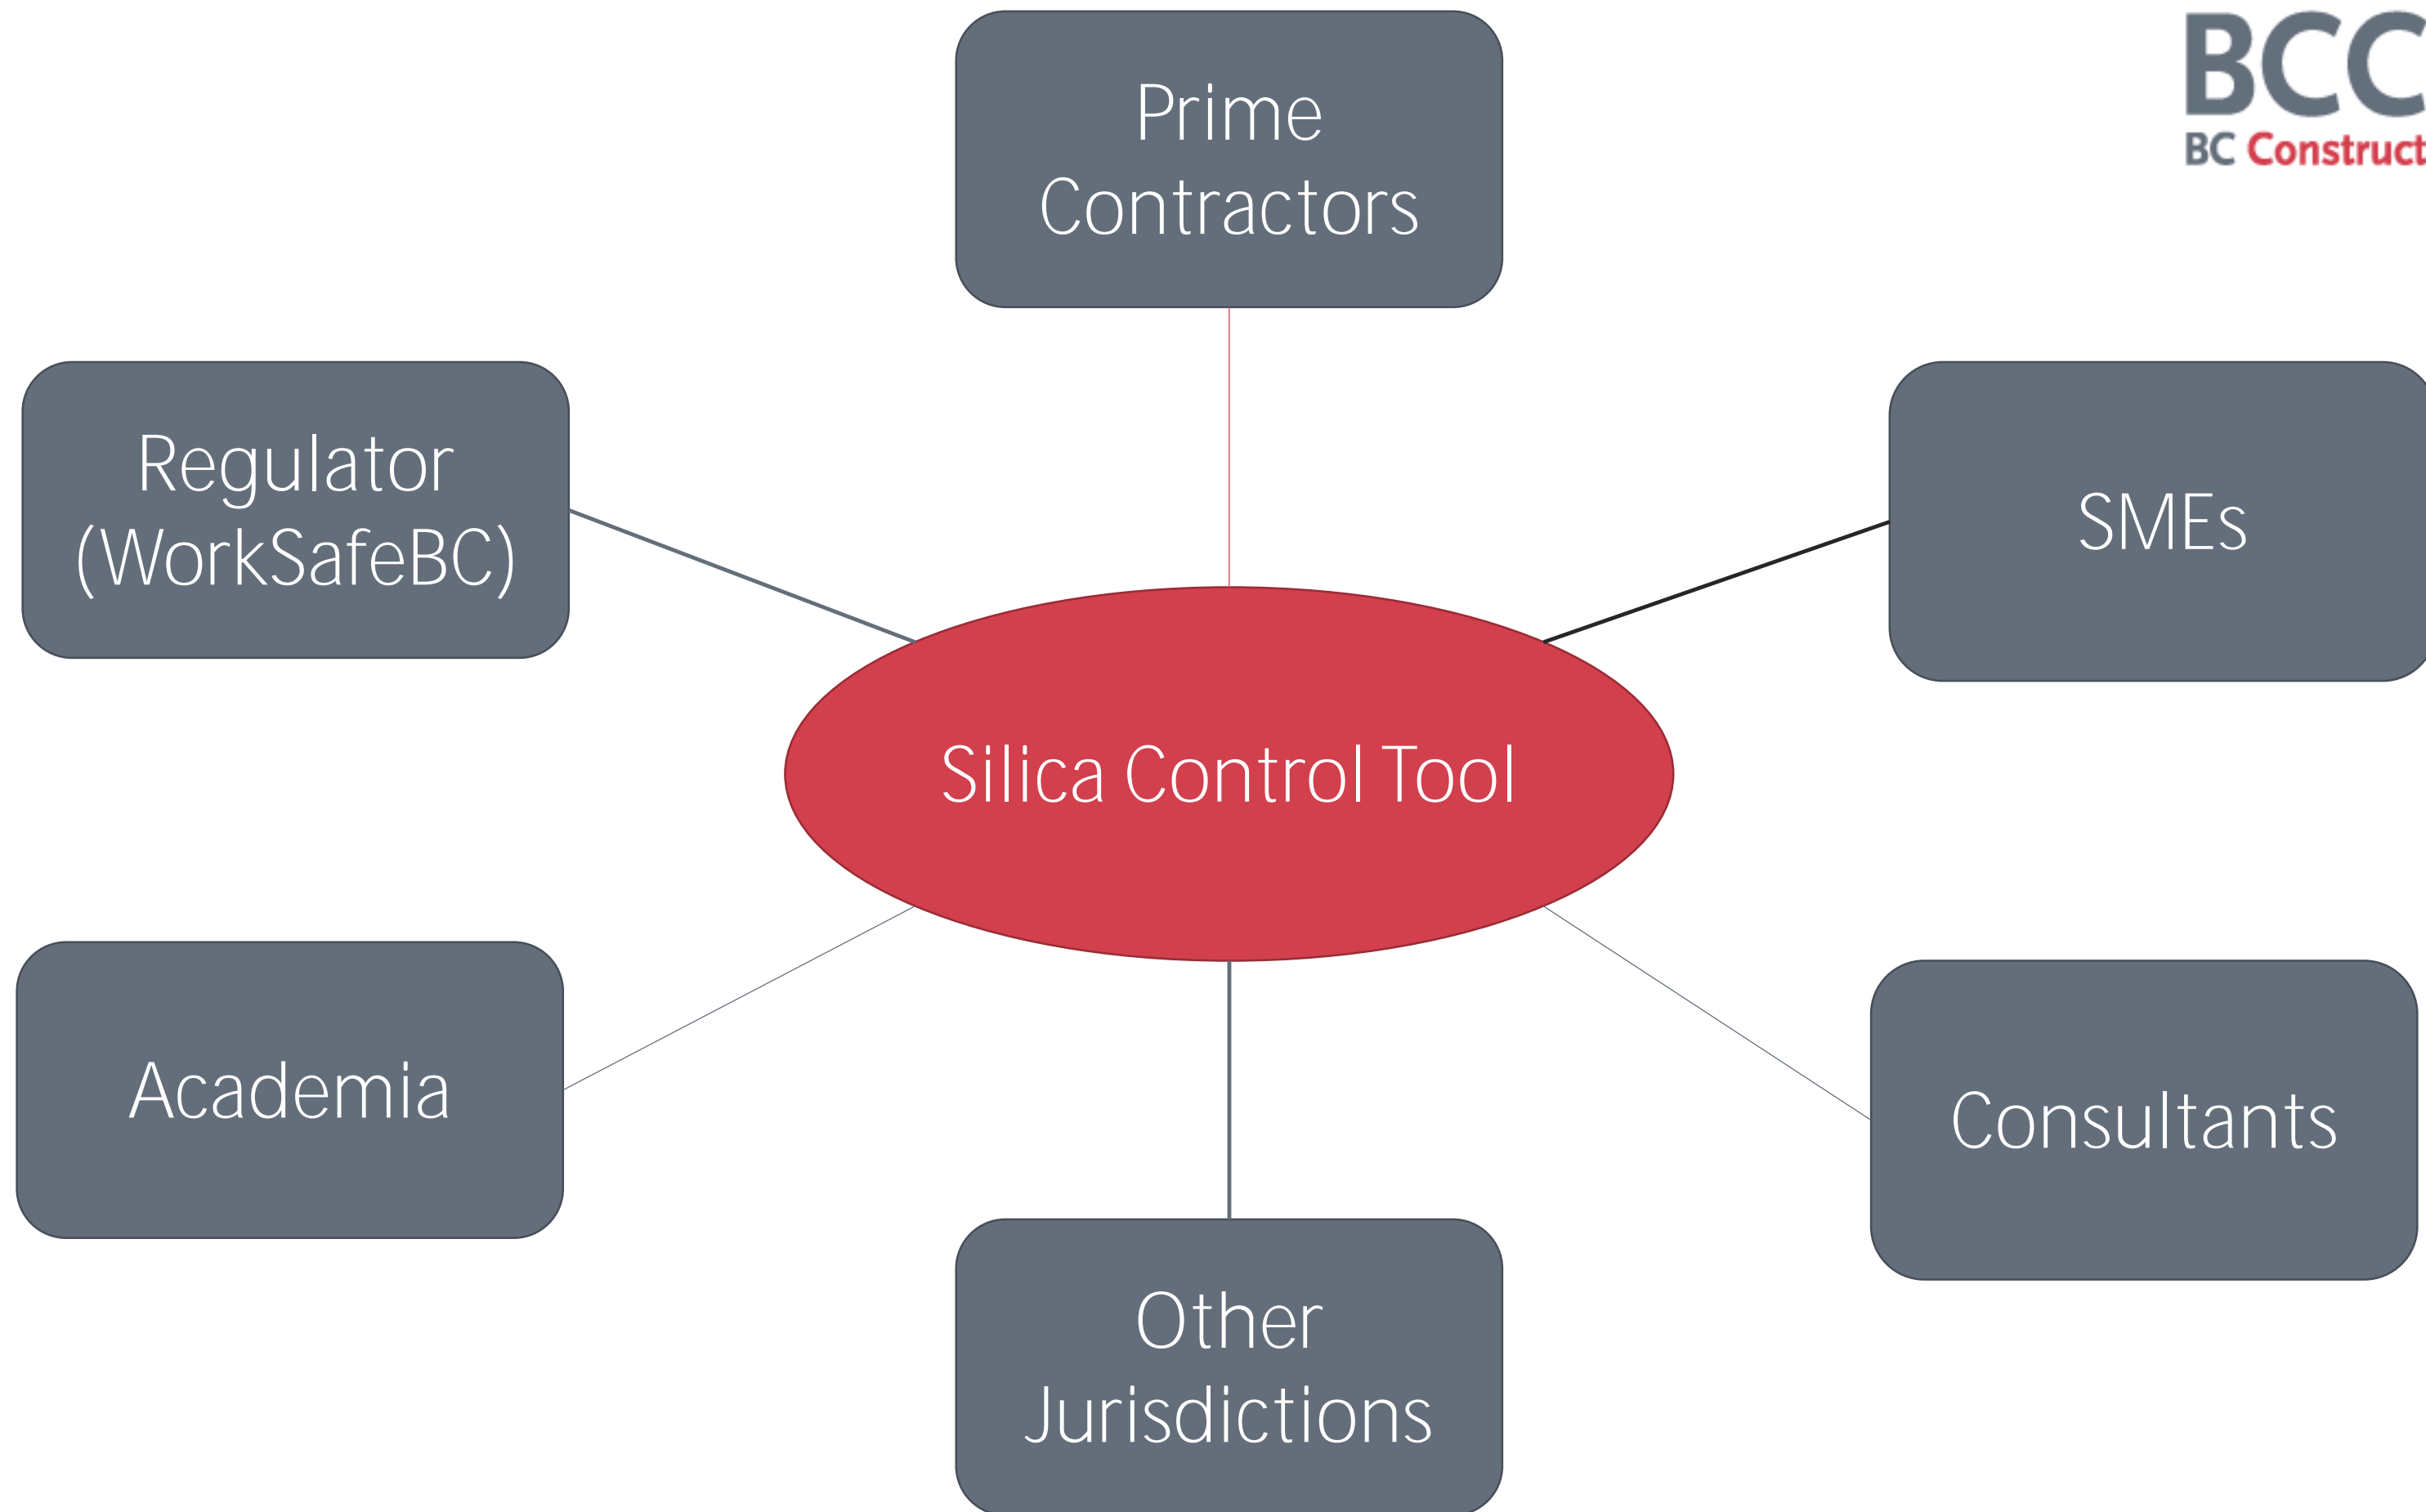 BCC
BC Construct
Prime
Contractors
Regulator
(WorkSafeBC)
SMEs
Silica Control Tool
Academia
Consultants
Other
Jurisdictions